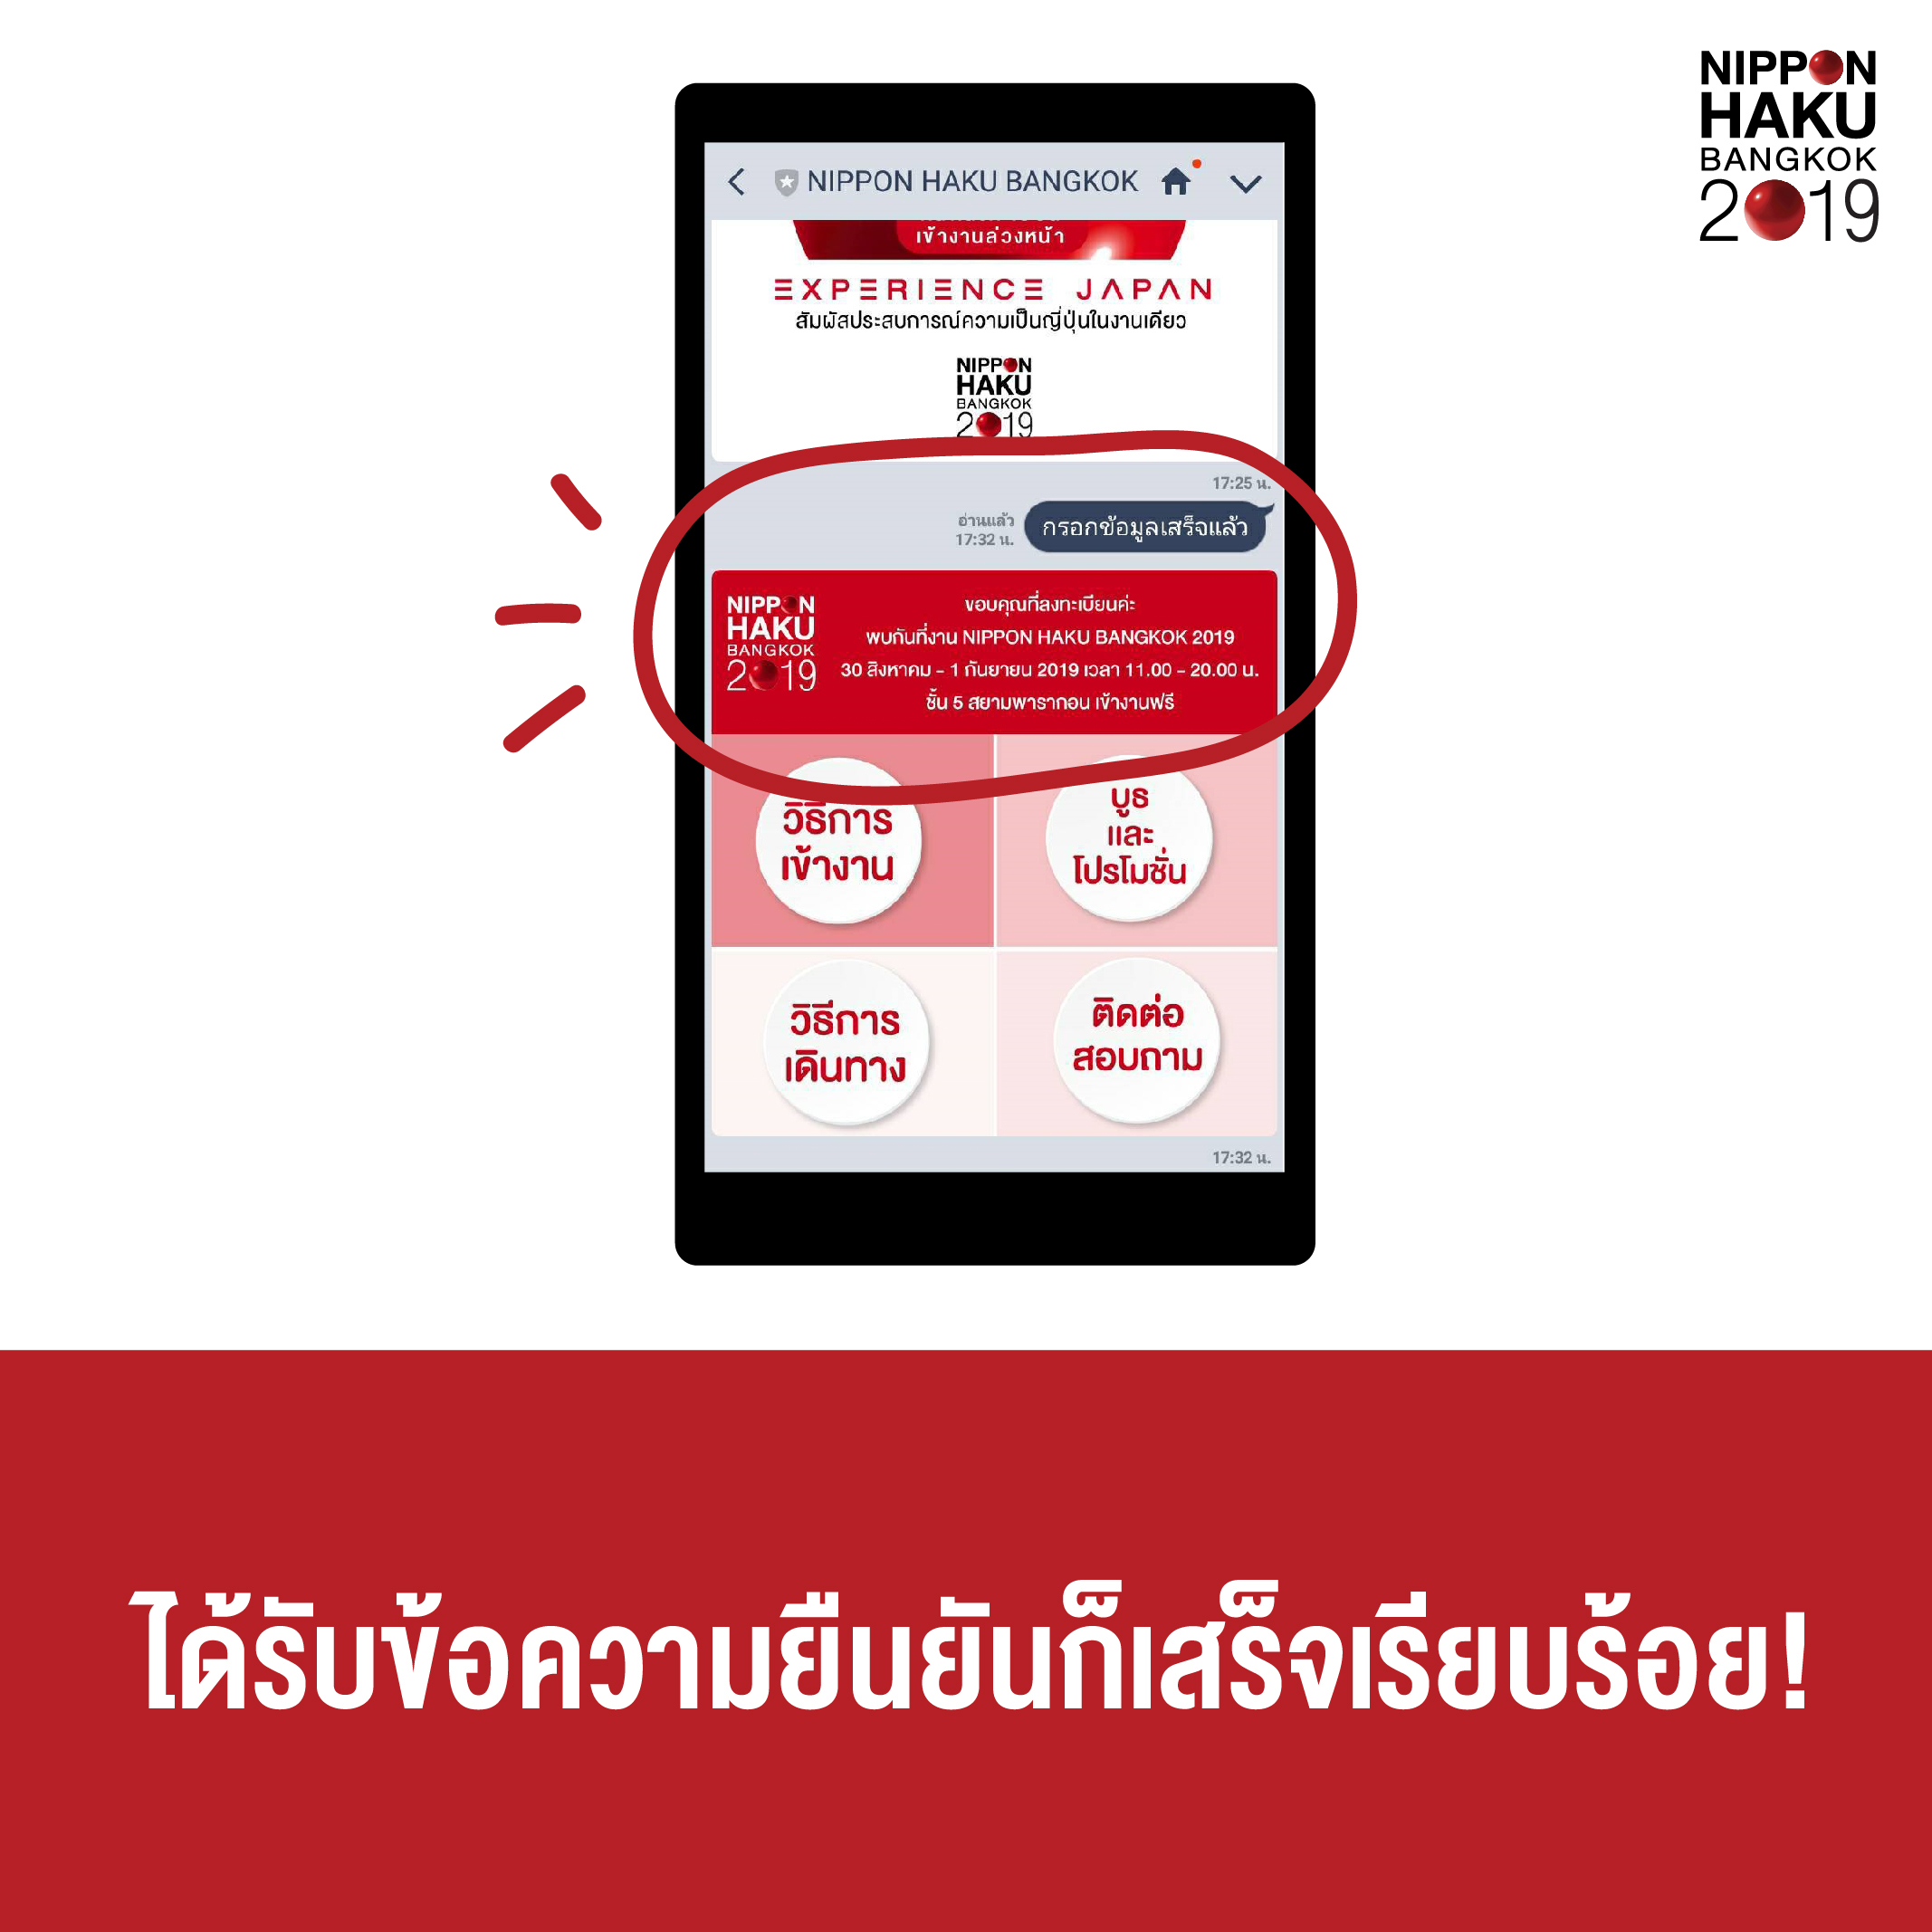 NIPPON
HAKU
BANGKOK
2019
NIPPON HAKU BANGKOK
เข้างานล่วงหน้า
EXPERIENCE JAPAN
สัมผัสประสบการณ์ความเป็นญี่ปุ่นในงานเดียว
NIPPON
HAKU
BANGKOK
2019
17:25 น.
อ่านแล้ว
17:32 น.
กรอกข้อมูลเสร็จแล้ว
NIPPON
HAKU
BANGKOK
2019
ขอบคุณที่ลงทะเบียนค่ะ
พบกันที่งาน NIPPON HAKU BANGKOK 2019
30 สิงหาคม - 1 กันยายน 2019 เวลา 11.00 - 20.00 น.
ชั้น 5 สยามพารากอน เข้างานฟรี
วิธีการ
เข้างาน
บูธ
และ
โปรโมชั่น
วิธีการ
เดินทาง
ติดต่อ
สอบถาม
17:32 น.
ได้รับข้อความยืนยันก็เสร็จเรียบร้อย!